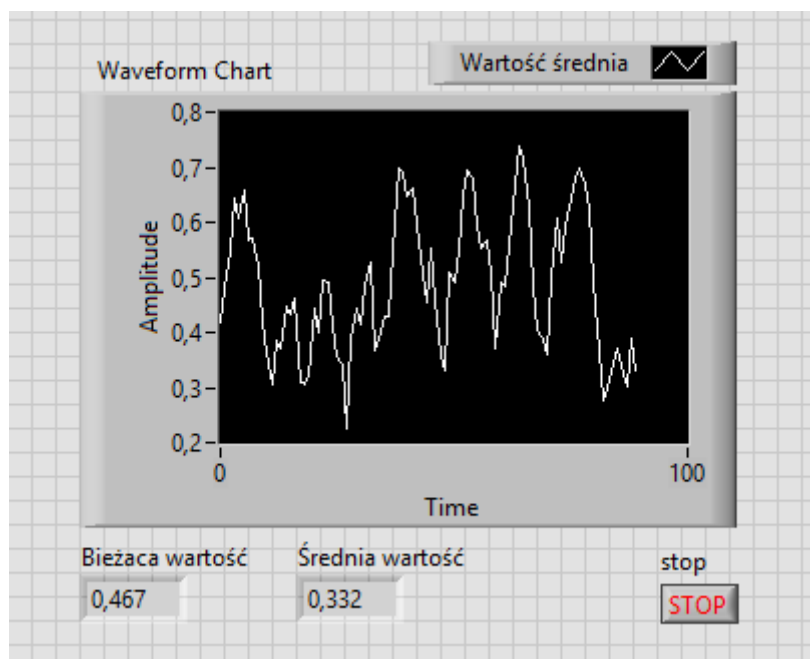 Waveform Chart
Wartość średnia
0,8
0,7
0,6
0,5
0,4
0,3
0,2
Amplitude
0
100
Time
Bieżaca wartość
0,467
Średnia wartość
0,332
stop
STOP